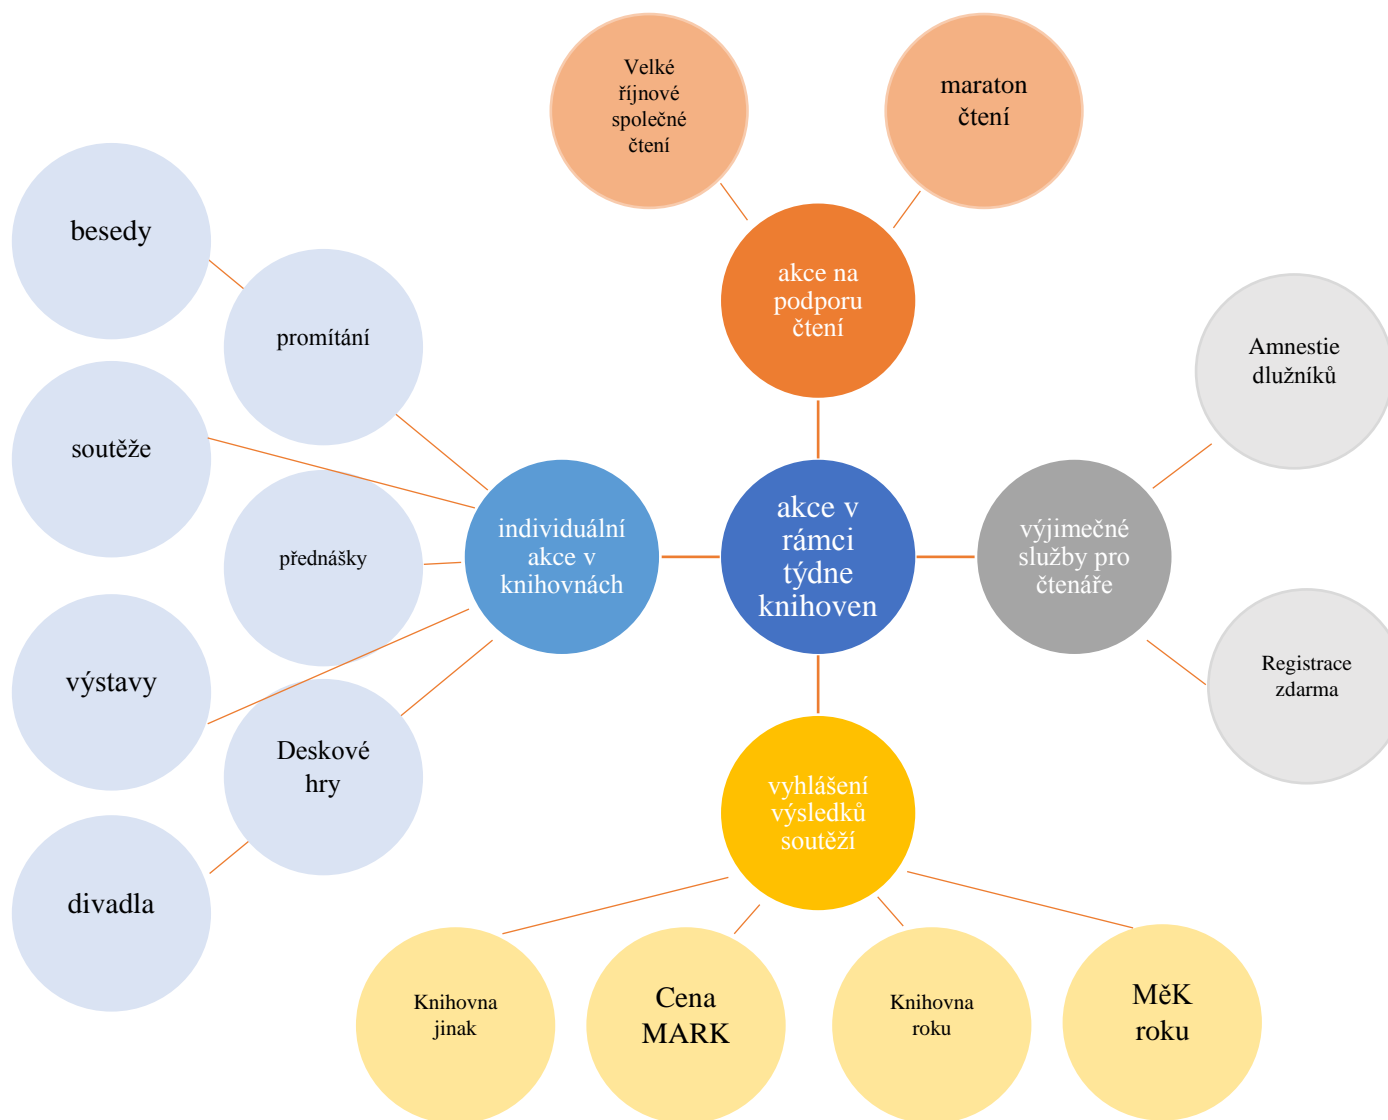 Velké
říjnové
společné
čtení
maraton
čtení
besedy
promítání
akce na
podporu
čtení
Amnestie
dlužníků
soutěže
přednášky
individuální
akce v
knihovnách
akce v
rámci
týdne
knihoven
výjimečné
služby pro
čtenáře
výstavy
Registrace
zdarma
Deskové
hry
vyhlášení
výsledků
soutěží
divadla
Knihovna
jinak
Cena
MARK
Knihovna
roku
MěK
roku